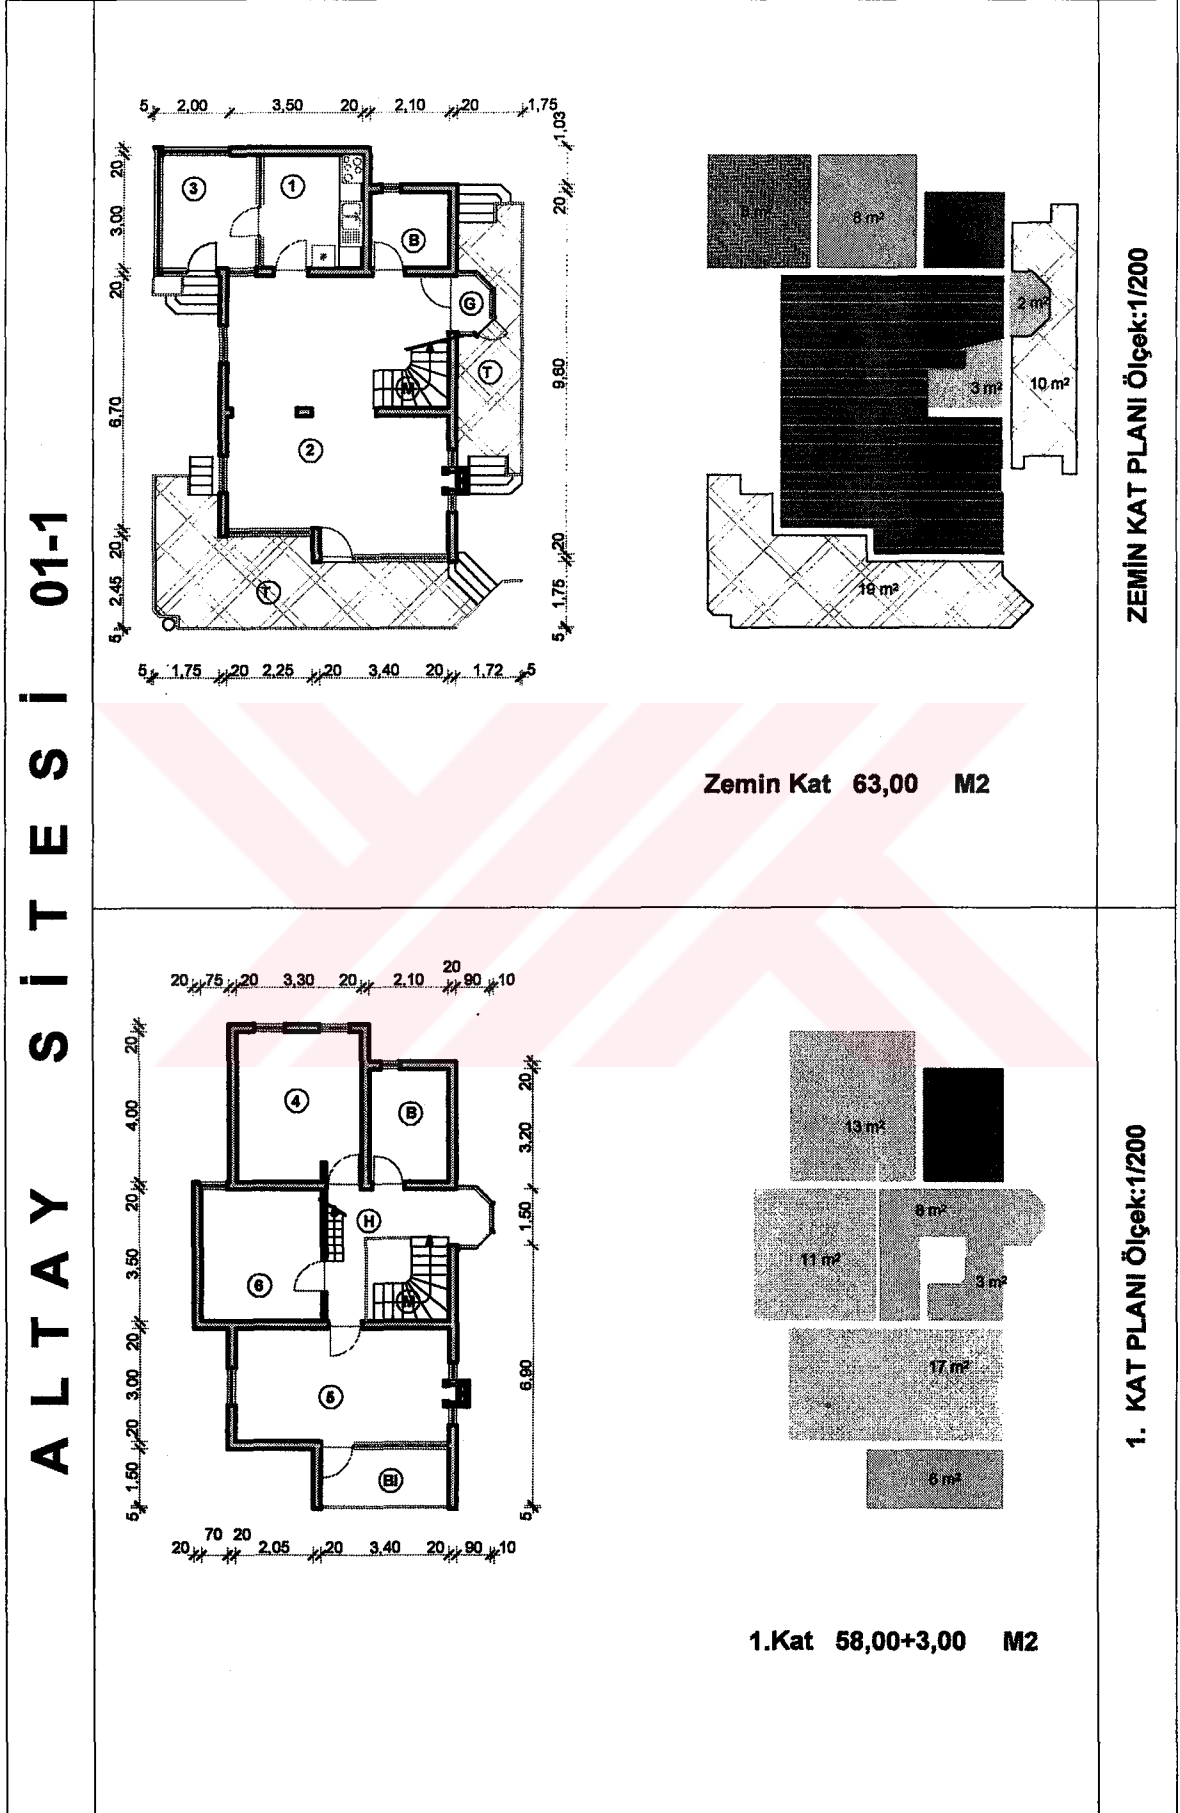 ALTAY SİTESİ 01-1
5 2,00 3,50 20 2,10 20 1,75
1,03
20
9,60
20
1,75
5
20
3,00
20
6,70
20
2,45
5
3
1
B
G
M
T
2
T
5 1,75 20 2,25 20 3,40 20 1,72 5
8 m²
2 m²
3 m²
10 m²
19 m²
Zemin Kat 63,00 M2
ZEMİN KAT PLANI Ölçek:1/200
20
20 75 20 3,30 20 2,10 90 10
20
4,00
20
3,50
20
3,00
20
1.50
5
20
3.20
1.50
6.90
5
4
B
H
6
M
5
Bl
70 20
20 2,05 20 3,40 20 90 10
13 m²
8 m²
11 m²
3 m²
17 m²
6 m²
1.Kat 58,00+3,00 M2
1. KAT PLANI Ölçek:1/200